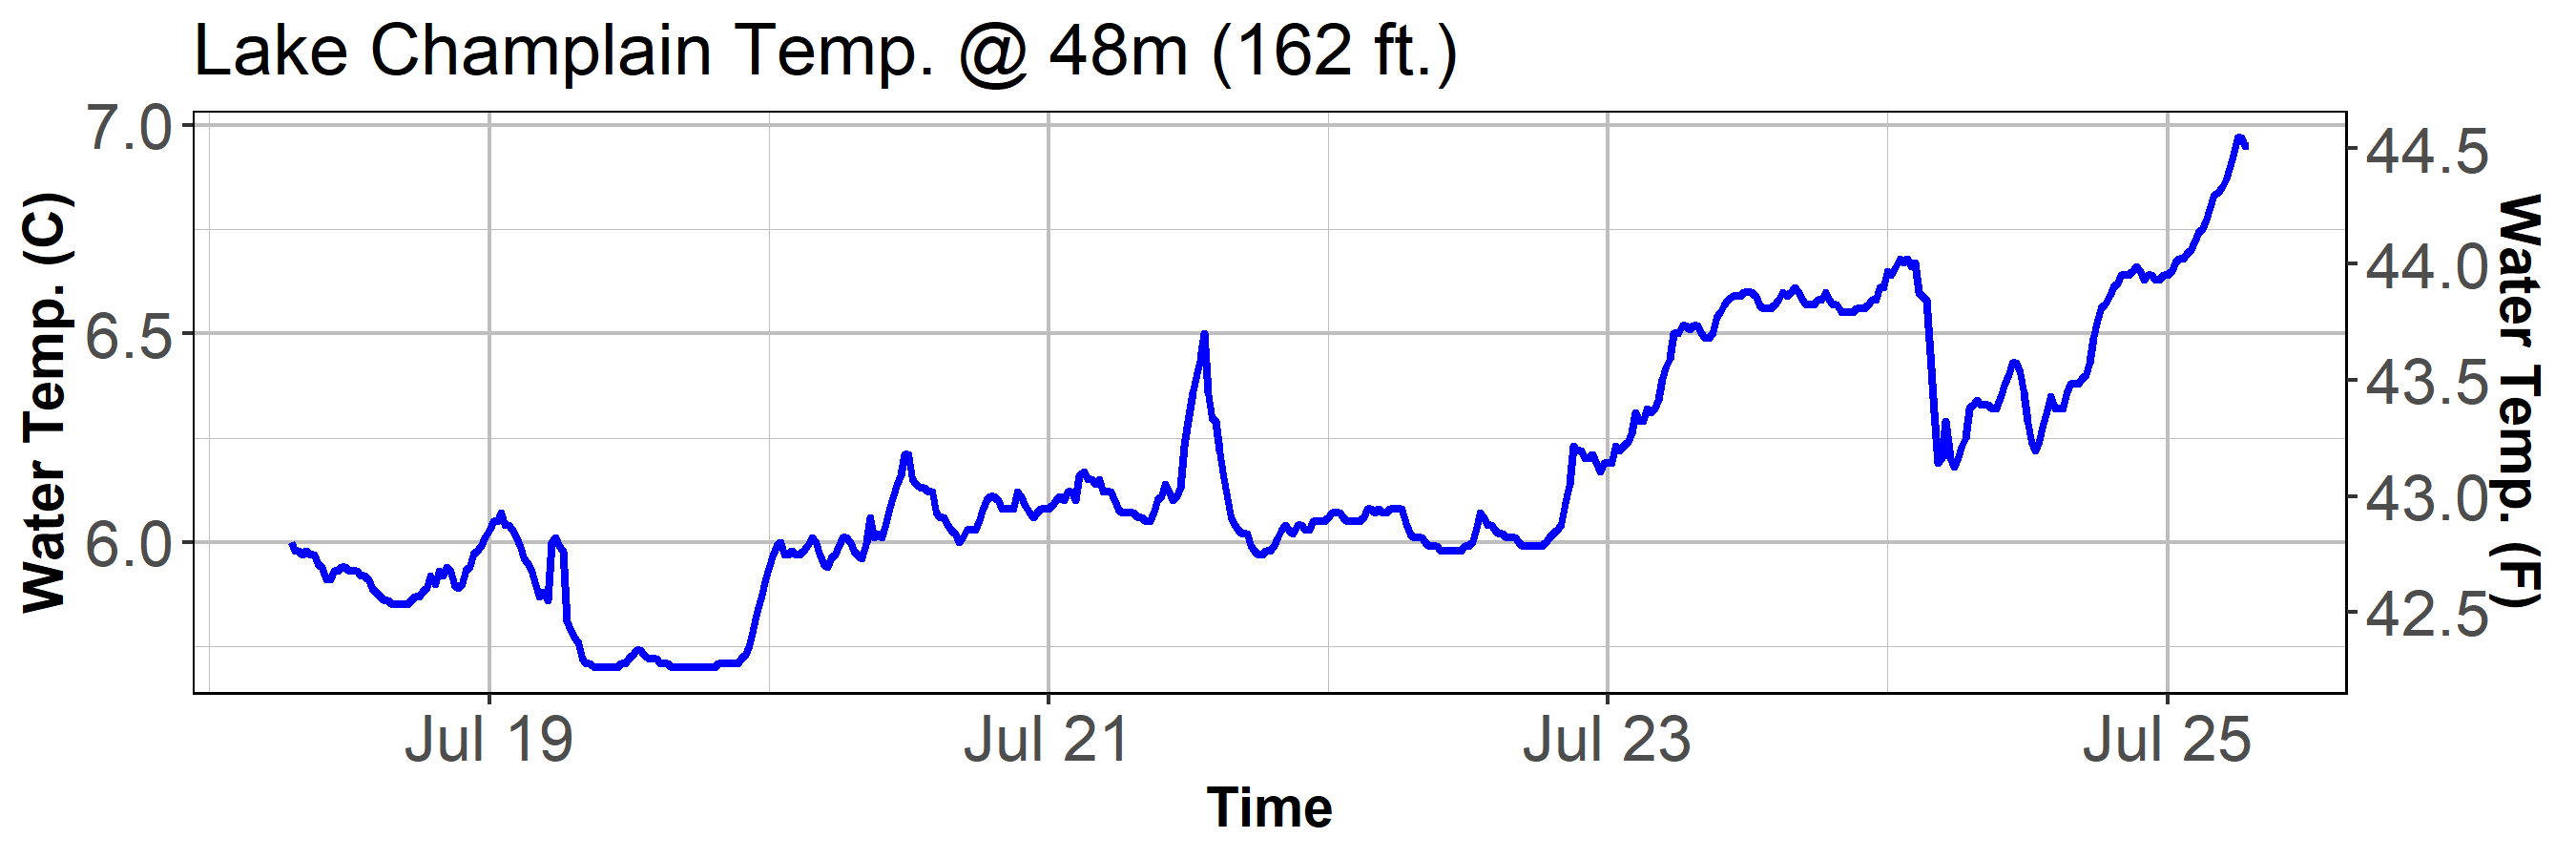 Lake Champlain Temp. @ 48m (162 ft.)
Water Temp. (C)
7.0
6.5
6.0
44.5
44.0
43.5
43.0
42.5
Water Temp. (F)
Jul 19 Jul 21 Jul 23 Jul 25
Time